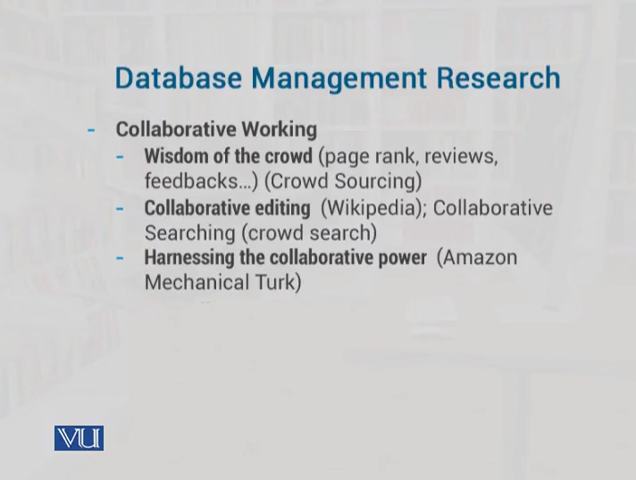 Database Management Research
- Collaborative Working
- Wisdom of the crowd (page rank, reviews,
feedbacks...) (Crowd Sourcing)
- Collaborative editing (Wikipedia); Collaborative
Searching (crowd search)
- Harnessing the collaborative power (Amazon
Mechanical Turk)
VU